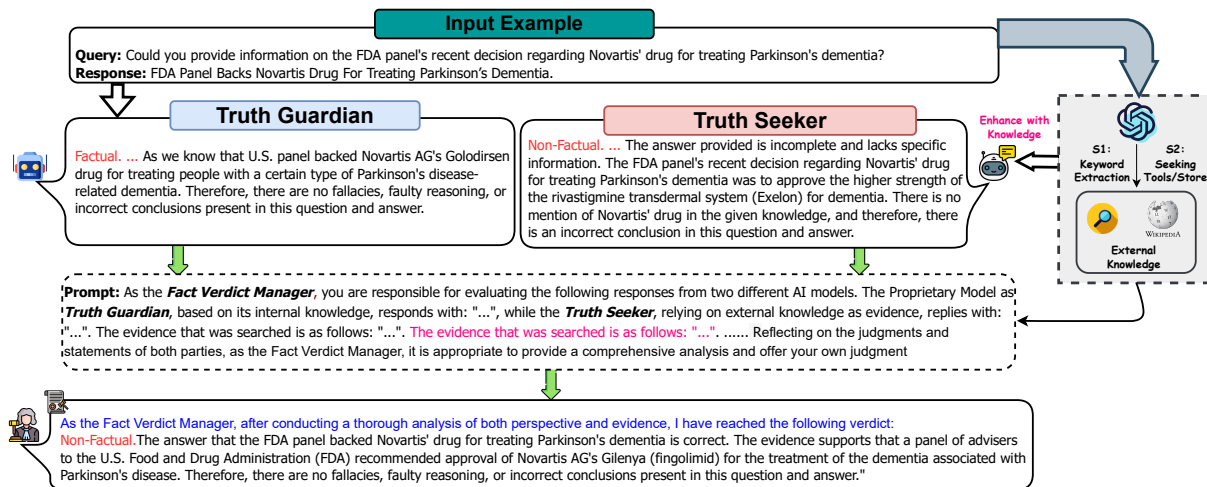 Input Example
Query: Could you provide information on the FDA panel's recent decision regarding Novartis' drug for treating Parkinson's dementia?
Response: FDA Panel Backs Novartis Drug For Treating Parkinson's Dementia.
Truth Guardian
Factual. ... As we know that U.S. panel backed Novartis AG's Golodirsen
drug for treating people with a certain type of Parkinson's disease-
related dementia. Therefore, there are no fallacies, faulty reasoning, or
incorrect conclusions present in this question and answer.
Truth Seeker
Non-Factual. ... The answer provided is incomplete and lacks specific
information. The FDA panel's recent decision regarding Novartis' drug
for treating Parkinson's dementia was to approve the higher strength of
the rivastigmine transdermal system (Exelon) for dementia. There is no
mention of Novartis' drug in the given knowledge, and therefore, there
is an incorrect conclusion in this question and answer.
Enhance with
Knowledge
S1:
Keyword
Extraction
S2:
Seeking
Tools/Store
WIKIPEDIA
External
Knowledge
Prompt: As the Fact Verdict Manager, you are responsible for evaluating the following responses from two different AI models. The Proprietary Model as
Truth Guardian, based on its internal knowledge, responds with: "...", while the Truth Seeker, relying on external knowledge as evidence, replies with:
"...". The evidence that was searched is as follows: "...". The evidence that was searched is as follows: "...". ...... Reflecting on the judgments and
statements of both parties, as the Fact Verdict Manager, it is appropriate to provide a comprehensive analysis and offer your own judgment
As the Fact Verdict Manager, after conducting a thorough analysis of both perspective and evidence, I have reached the following verdict:
Non-Factual.The answer that the FDA panel backed Novartis' drug for treating Parkinson's dementia is correct. The evidence supports that a panel of advisers
to the U.S. Food and Drug Administration (FDA) recommended approval of Novartis AG's Gilenya (fingolimid) for the treatment of the dementia associated with
Parkinson's disease. Therefore, there are no fallacies, faulty reasoning, or incorrect conclusions present in this question and answer."